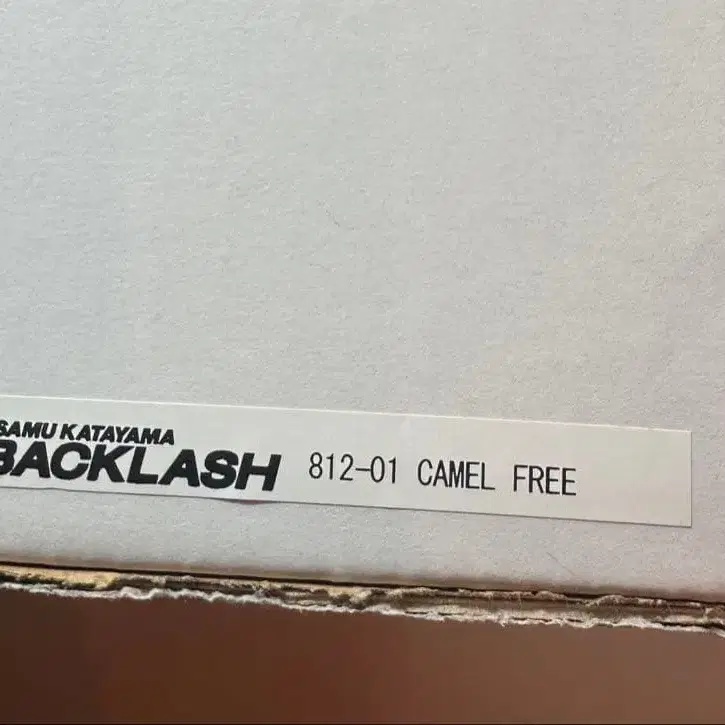 SAMU KATAYAMA
BACKLASH 812-01 CAMEL FREE